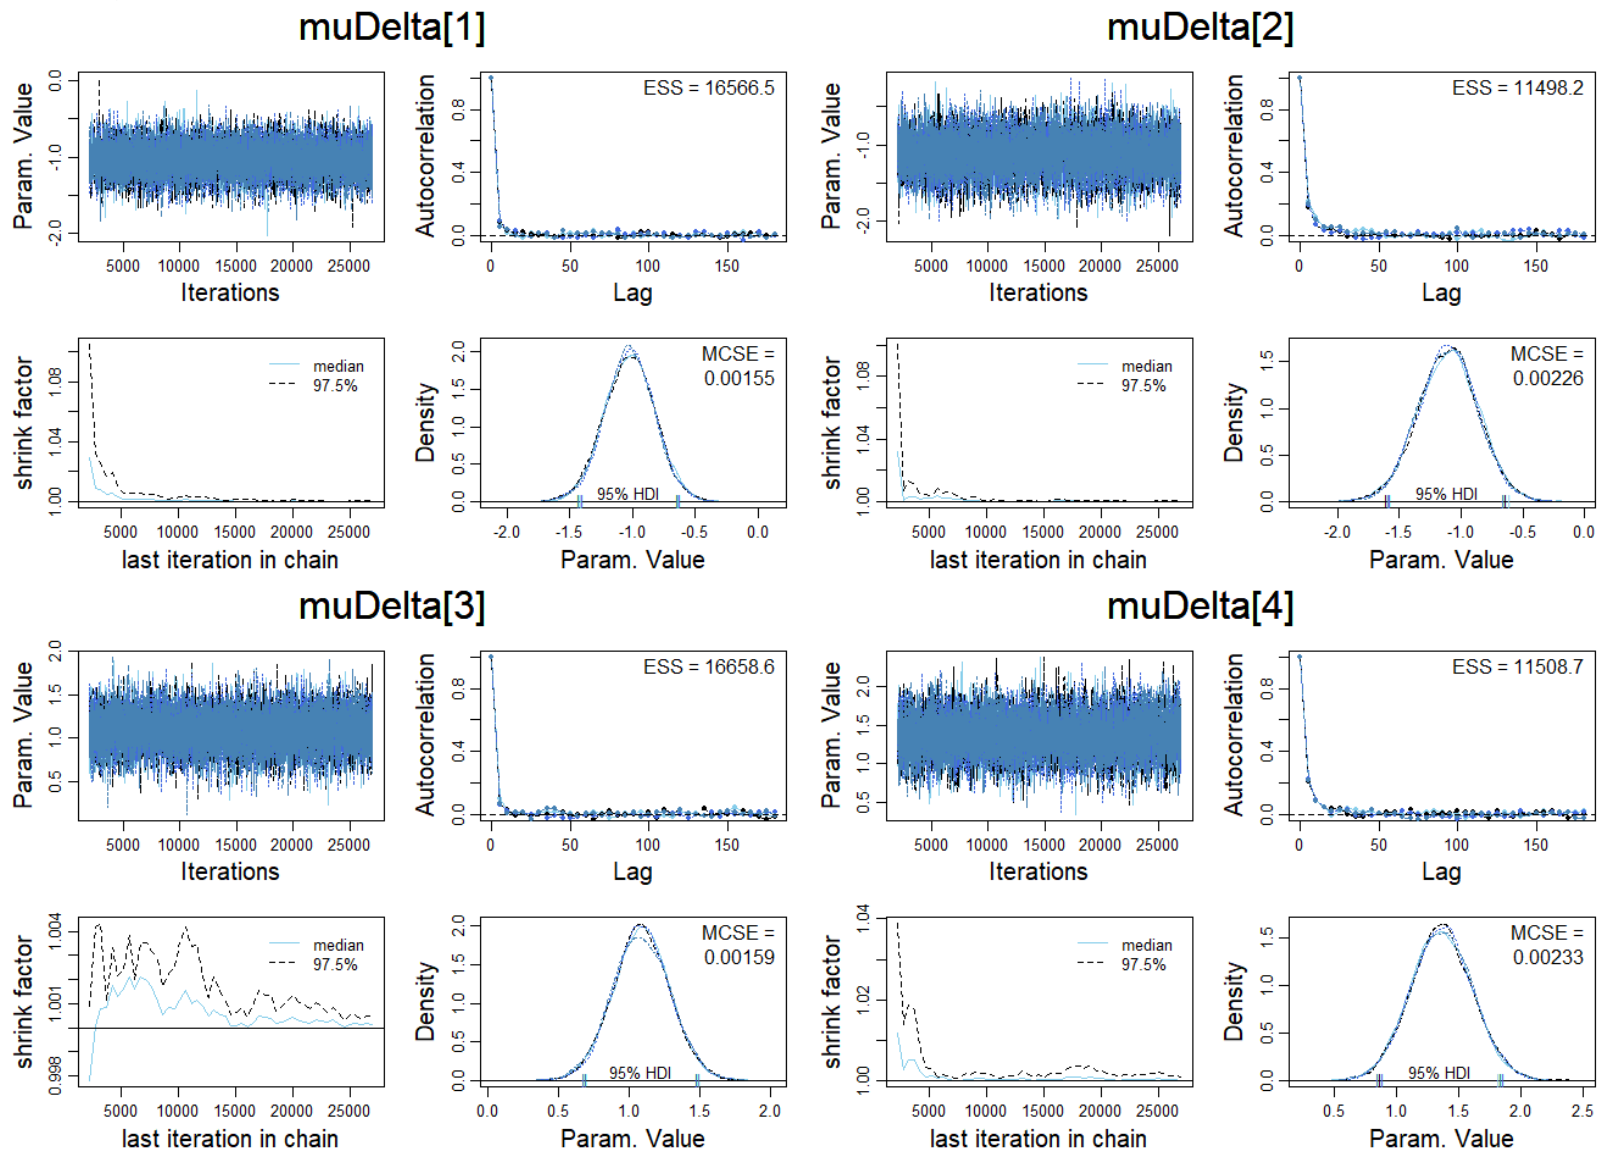 muDelta[1]
Param. Value
0.0
-1.0
-2.0
5000 10000 15000 20000 25000
Iterations
Autocorrelation
0.8
0.4
0.0
ESS = 16566.5
0 50 100 150
Lag
shrink factor
1.08
1.04
1.00
median
97.5%
5000 10000 15000 20000 25000
last iteration in chain
Density
2.0
1.5
1.0
0.5
0.0
MCSE =
0.00155
95% HDI
-2.0 -1.5 -1.0 -0.5 0.0
Param. Value
muDelta[2]
Param. Value
-1.0
-2.0
5000 10000 15000 20000 25000
Iterations
Autocorrelation
0.8
0.4
0.0
ESS = 11498.2
0 50 100 150
Lag
shrink factor
1.08
1.04
1.00
median
97.5%
5000 10000 15000 20000 25000
last iteration in chain
Density
1.5
1.0
0.5
0.0
MCSE =
0.00226
95% HDI
-2.0 -1.5 -1.0 -0.5 0.0
Param. Value
muDelta[3]
Param. Value
2.0
1.5
1.0
0.5
5000 10000 15000 20000 25000
Iterations
Autocorrelation
0.8
0.4
0.0
ESS = 16658.6
0 50 100 150
Lag
shrink factor
1.004
1.001
0.998
median
97.5%
5000 10000 15000 20000 25000
last iteration in chain
Density
2.0
1.5
1.0
0.5
0.0
MCSE =
0.00159
95% HDI
0.0 0.5 1.0 1.5 2.0
Param. Value
muDelta[4]
Param. Value
2.0
1.5
1.0
0.5
5000 10000 15000 20000 25000
Iterations
Autocorrelation
0.8
0.4
0.0
ESS = 11508.7
0 50 100 150
Lag
shrink factor
1.04
1.02
1.00
median
97.5%
5000 10000 15000 20000 25000
last iteration in chain
Density
1.5
1.0
0.5
0.0
MCSE =
0.00233
95% HDI
0.5 1.0 1.5 2.0 2.5
Param. Value